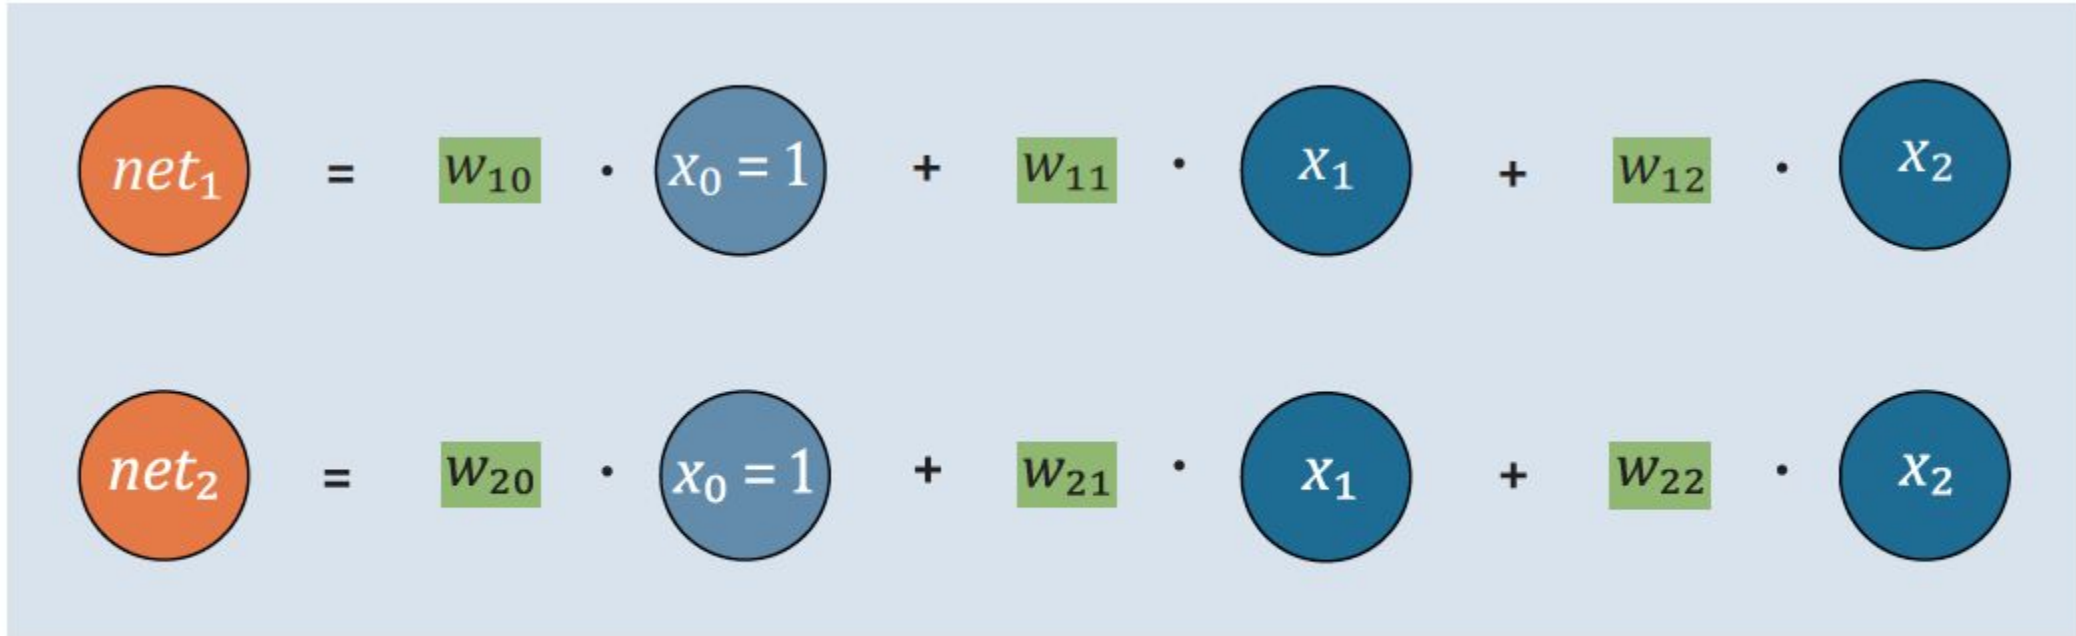 net₁ = w₁₀ · x₀ = 1 + w₁₁ · x₁ + w₁₂ · x₂
net₂ = w₂₀ · x₀ = 1 + w₂₁ · x₁ + w₂₂ · x₂